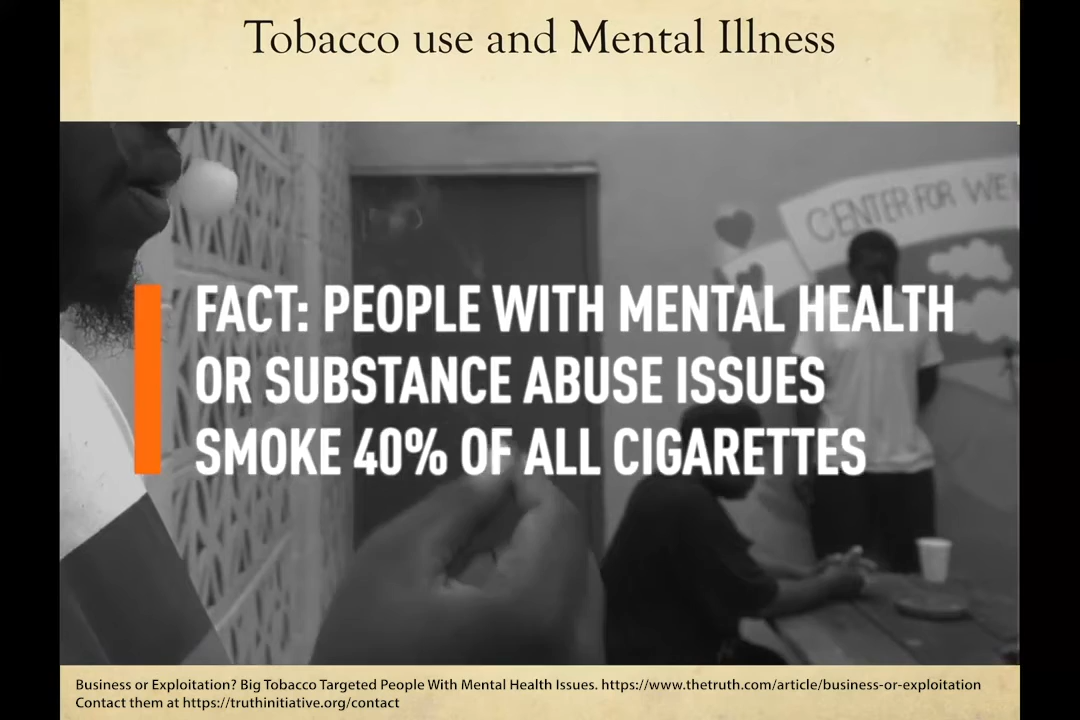 Tobacco use and Mental Illness
CENTER FOR WE
FACT: PEOPLE WITH MENTAL HEALTH
OR SUBSTANCE ABUSE ISSUES
SMOKE 40% OF ALL CIGARETTES
Business or Exploitation? Big Tobacco Targeted People With Mental Health Issues. https://www.thetruth.com/article/business-or-exploitation
Contact them at https://truthinitiative.org/contact